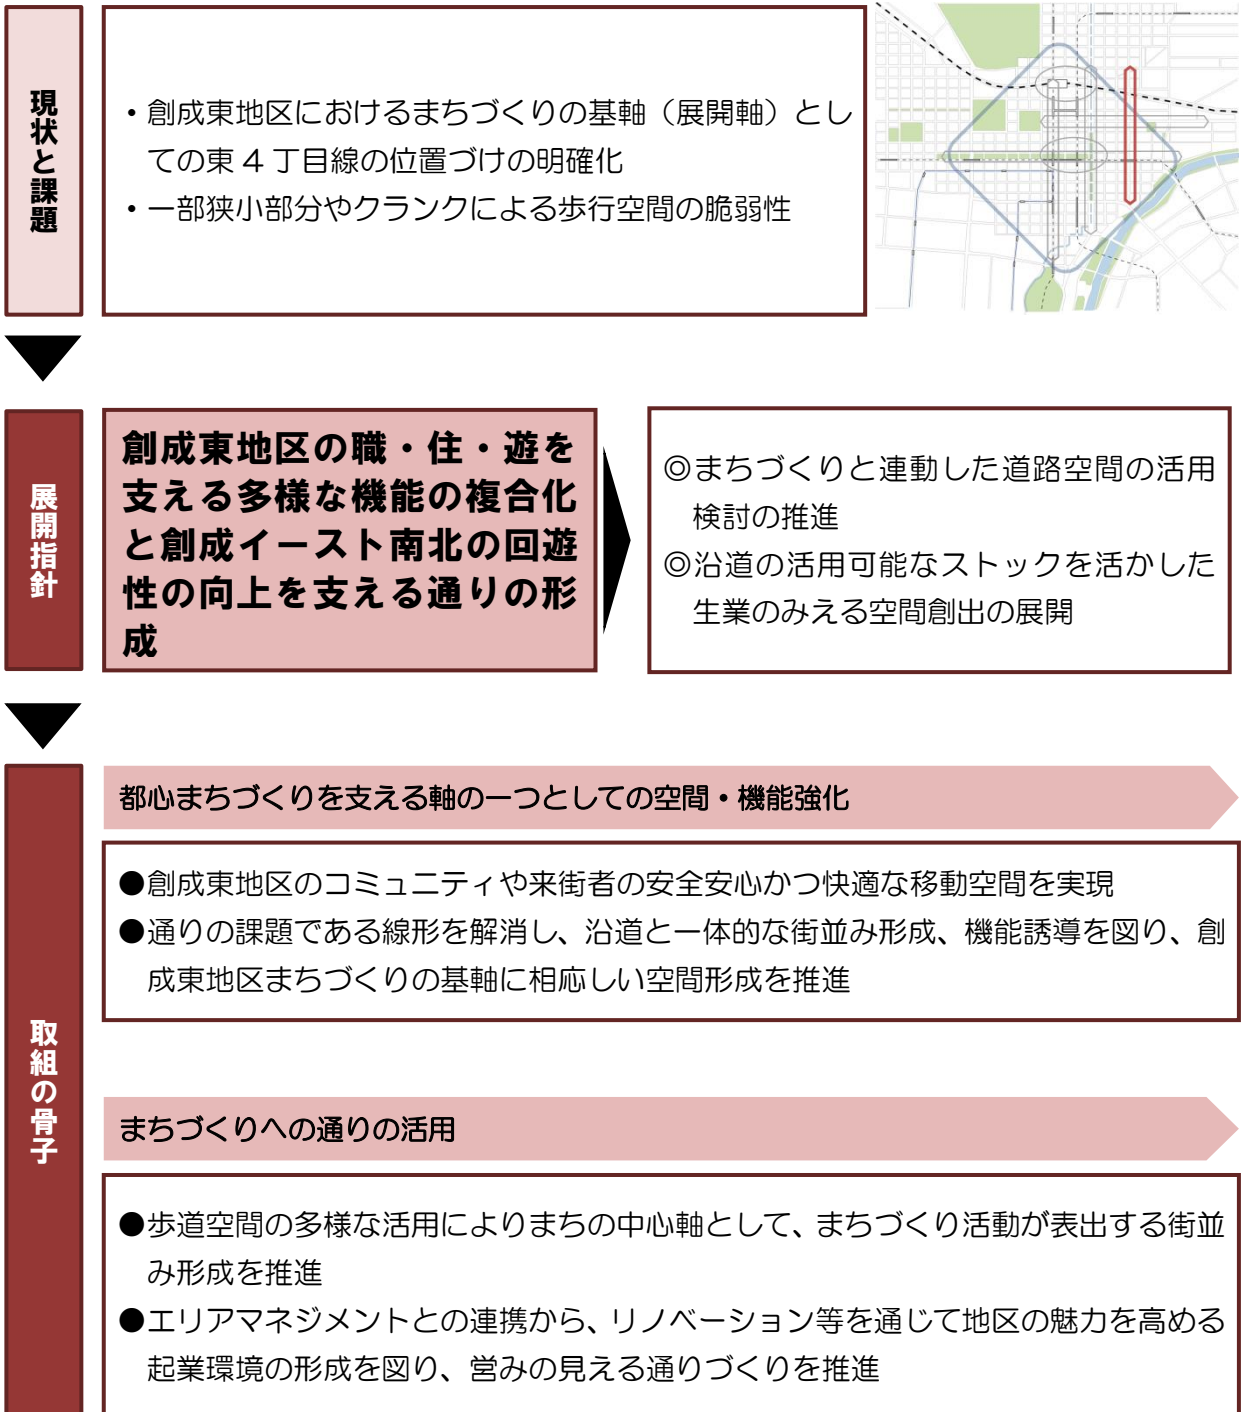 現状と課題
・創成東地区におけるまちづくりの基軸（展開軸）とし
ての東４丁目線の位置づけの明確化
・一部狭小部分やクランクによる歩行空間の脆弱性
展開指針
創成東地区の職・住・遊を
支える多様な機能の複合化
と創成イースト南北の回遊
性の向上を支える通りの形
成
◎まちづくりと連動した道路空間の活用
検討の推進
◎沿道の活用可能なストックを活かした
生業のみえる空間創出の展開
取組の骨子
都心まちづくりを支える軸の一つとしての空間・機能強化
●創成東地区のコミュニティや来街者の安全安心かつ快適な移動空間を実現
●通りの課題である線形を解消し、沿道と一体的な街並み形成、機能誘導を図り、創
成東地区まちづくりの基軸に相応しい空間形成を推進
まちづくりへの通りの活用
●歩道空間の多様な活用によりまちの中心軸として、まちづくり活動が表出する街並
み形成を推進
●エリアマネジメントとの連携から、リノベーション等を通じて地区の魅力を高める
起業環境の形成を図り、営みの見える通りづくりを推進